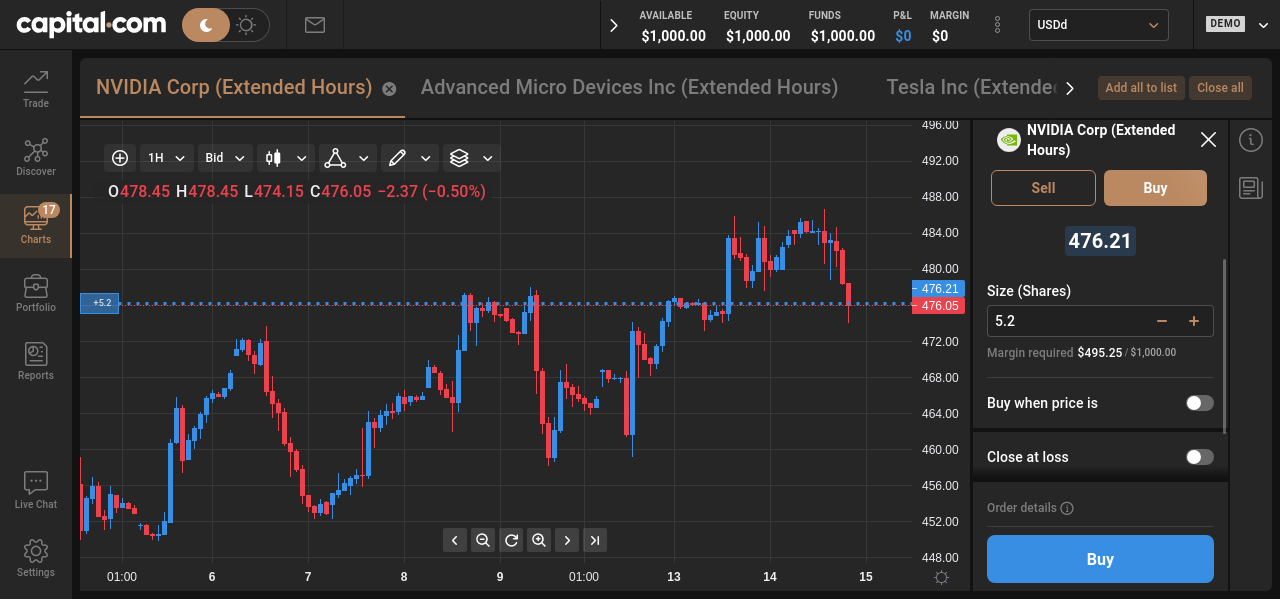 capital.com
AVAILABLE
$1,000.00
EQUITY
$1,000.00
FUNDS
$1,000.00
P&L
$0
MARGIN
$0
USDd
DEMO
Trade
Discover
17
Charts
Portfolio
Reports
Live Chat
Settings
NVIDIA Corp (Extended Hours)
Advanced Micro Devices Inc (Extended Hours)
Tesla Inc (Extended
Add all to list
Close all
1H
Bid
O478.45 H478.45 L474.15 C476.05 −2.37 (−0.50%)
+5.2
496.00
492.00
488.00
484.00
480.00
476.21
476.05
472.00
468.00
464.00
460.00
456.00
452.00
448.00
01:00
6
7
8
9
01:00
13
14
15
NVIDIA Corp (Extended
Hours)
Sell
Buy
476.21
Size (Shares)
5.2
Margin required $495.25 / $1,000.00
Buy when price is
Close at loss
Order details
Buy